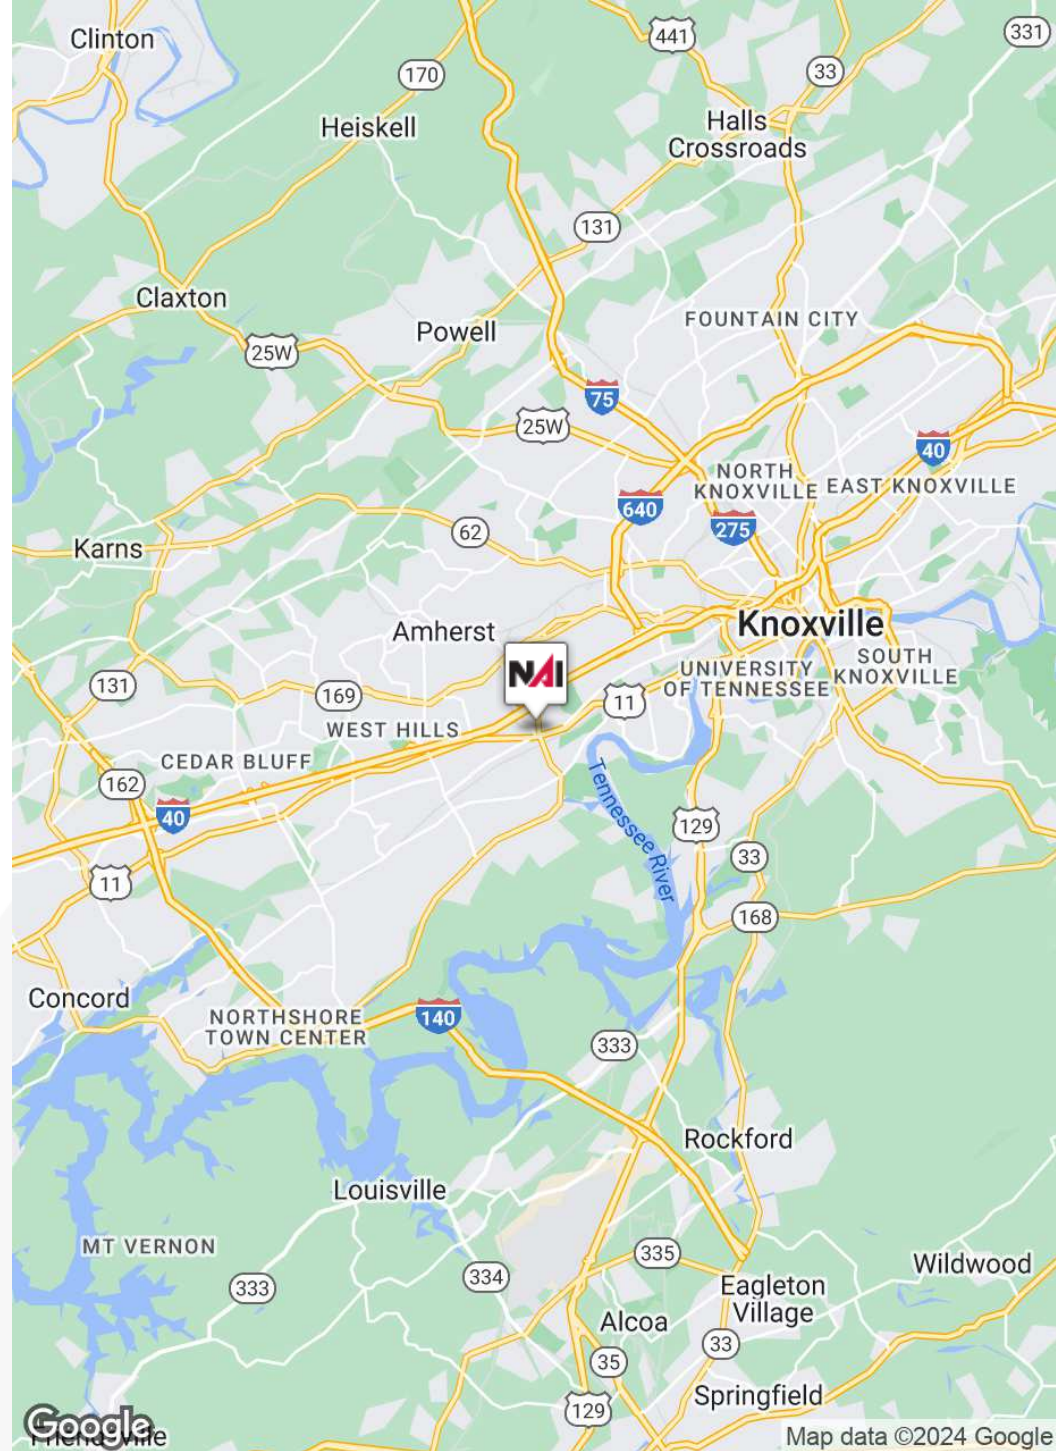 Clinton
441
331
170
33
Heiskell
Halls
Crossroads
131
Claxton
Powell
FOUNTAIN CITY
25W
75
25W
40
NORTH
KNOXVILLE
EAST KNOXVILLE
640
275
62
Karns
Amherst
Knoxville
NAI
UNIVERSITY
OF TENNESSEE
SOUTH
KNOXVILLE
131
169
11
WEST HILLS
CEDAR BLUFF
162
40
Tennessee River
129
33
11
168
Concord
NORTHSHORE
TOWN CENTER
140
333
Rockford
Louisville
MT VERNON
335
Wildwood
333
334
Eagleton
Village
Alcoa
33
35
Springfield
129
Google
Friendsville
Map data ©2024 Google